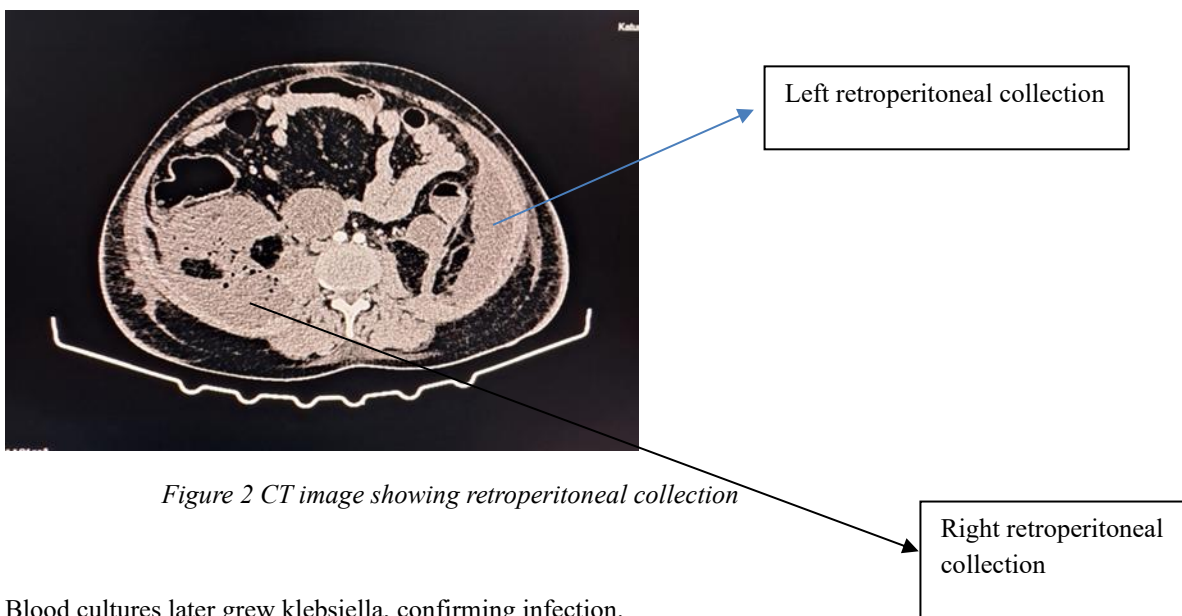 Left retroperitoneal collection
Figure 2 CT image showing retroperitoneal collection
Right retroperitoneal
collection
Blood cultures later grew klebsiella, confirming infection.